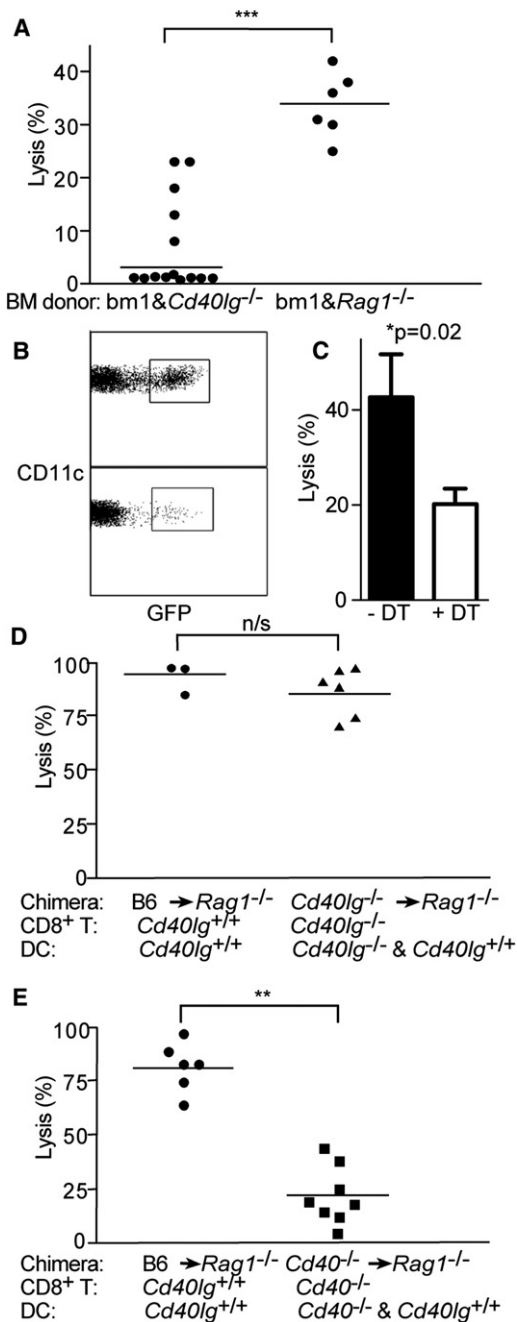 A
***
Lysis (%)
40
30
20
10
0
BM donor: bm1&Cd40lg-/- bm1&Rag1-/-
B
CD11c
GFP
C
*p=0.02
Lysis (%)
40
20
0
- DT + DT
D
n/s
Lysis (%)
100
75
50
25
Chimera: B6 →Rag1-/- Cd40lg-/- →Rag1-/-
CD8+ T: Cd40lg+/+ Cd40lg-/-
DC: Cd40lg+/+ Cd40lg-/- & Cd40lg+/+
E
**
Lysis (%)
100
75
50
25
0
Chimera: B6 →Rag1-/- Cd40-/- →Rag1-/-
CD8+ T: Cd40lg+/+ Cd40-/-
DC: Cd40lg+/+ Cd40-/- & Cd40lg+/+